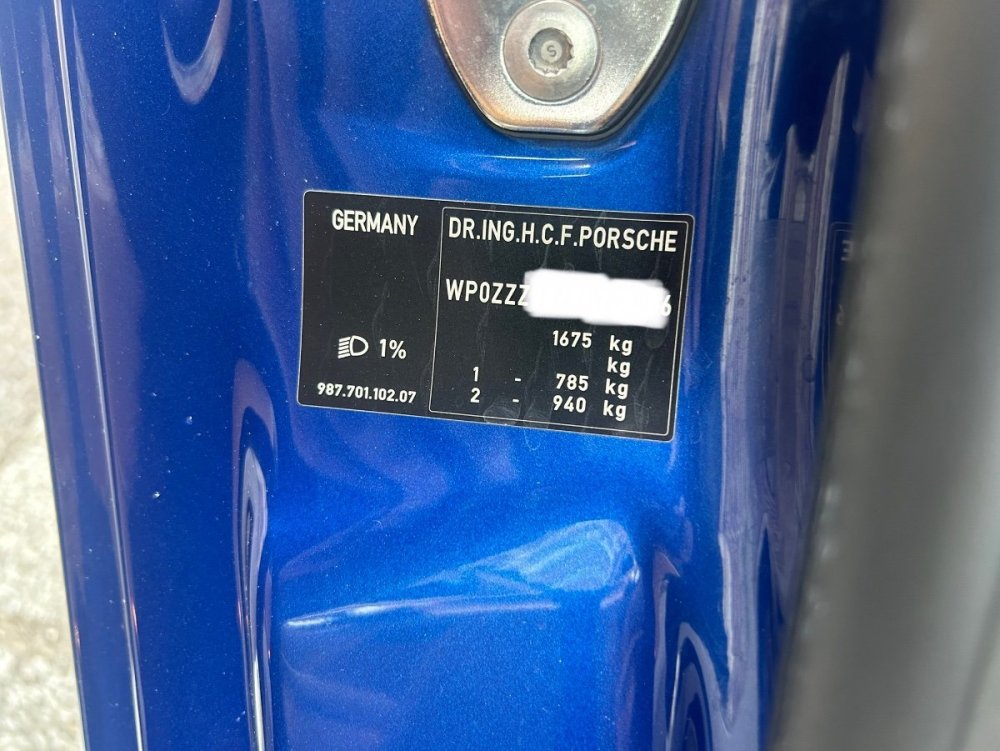 GERMANY
DR.ING.H.C.F.PORSCHE
WP0ZZZ
1675 kg
kg
1%
1 - 785 kg
987.701.102.07
2 - 940 kg